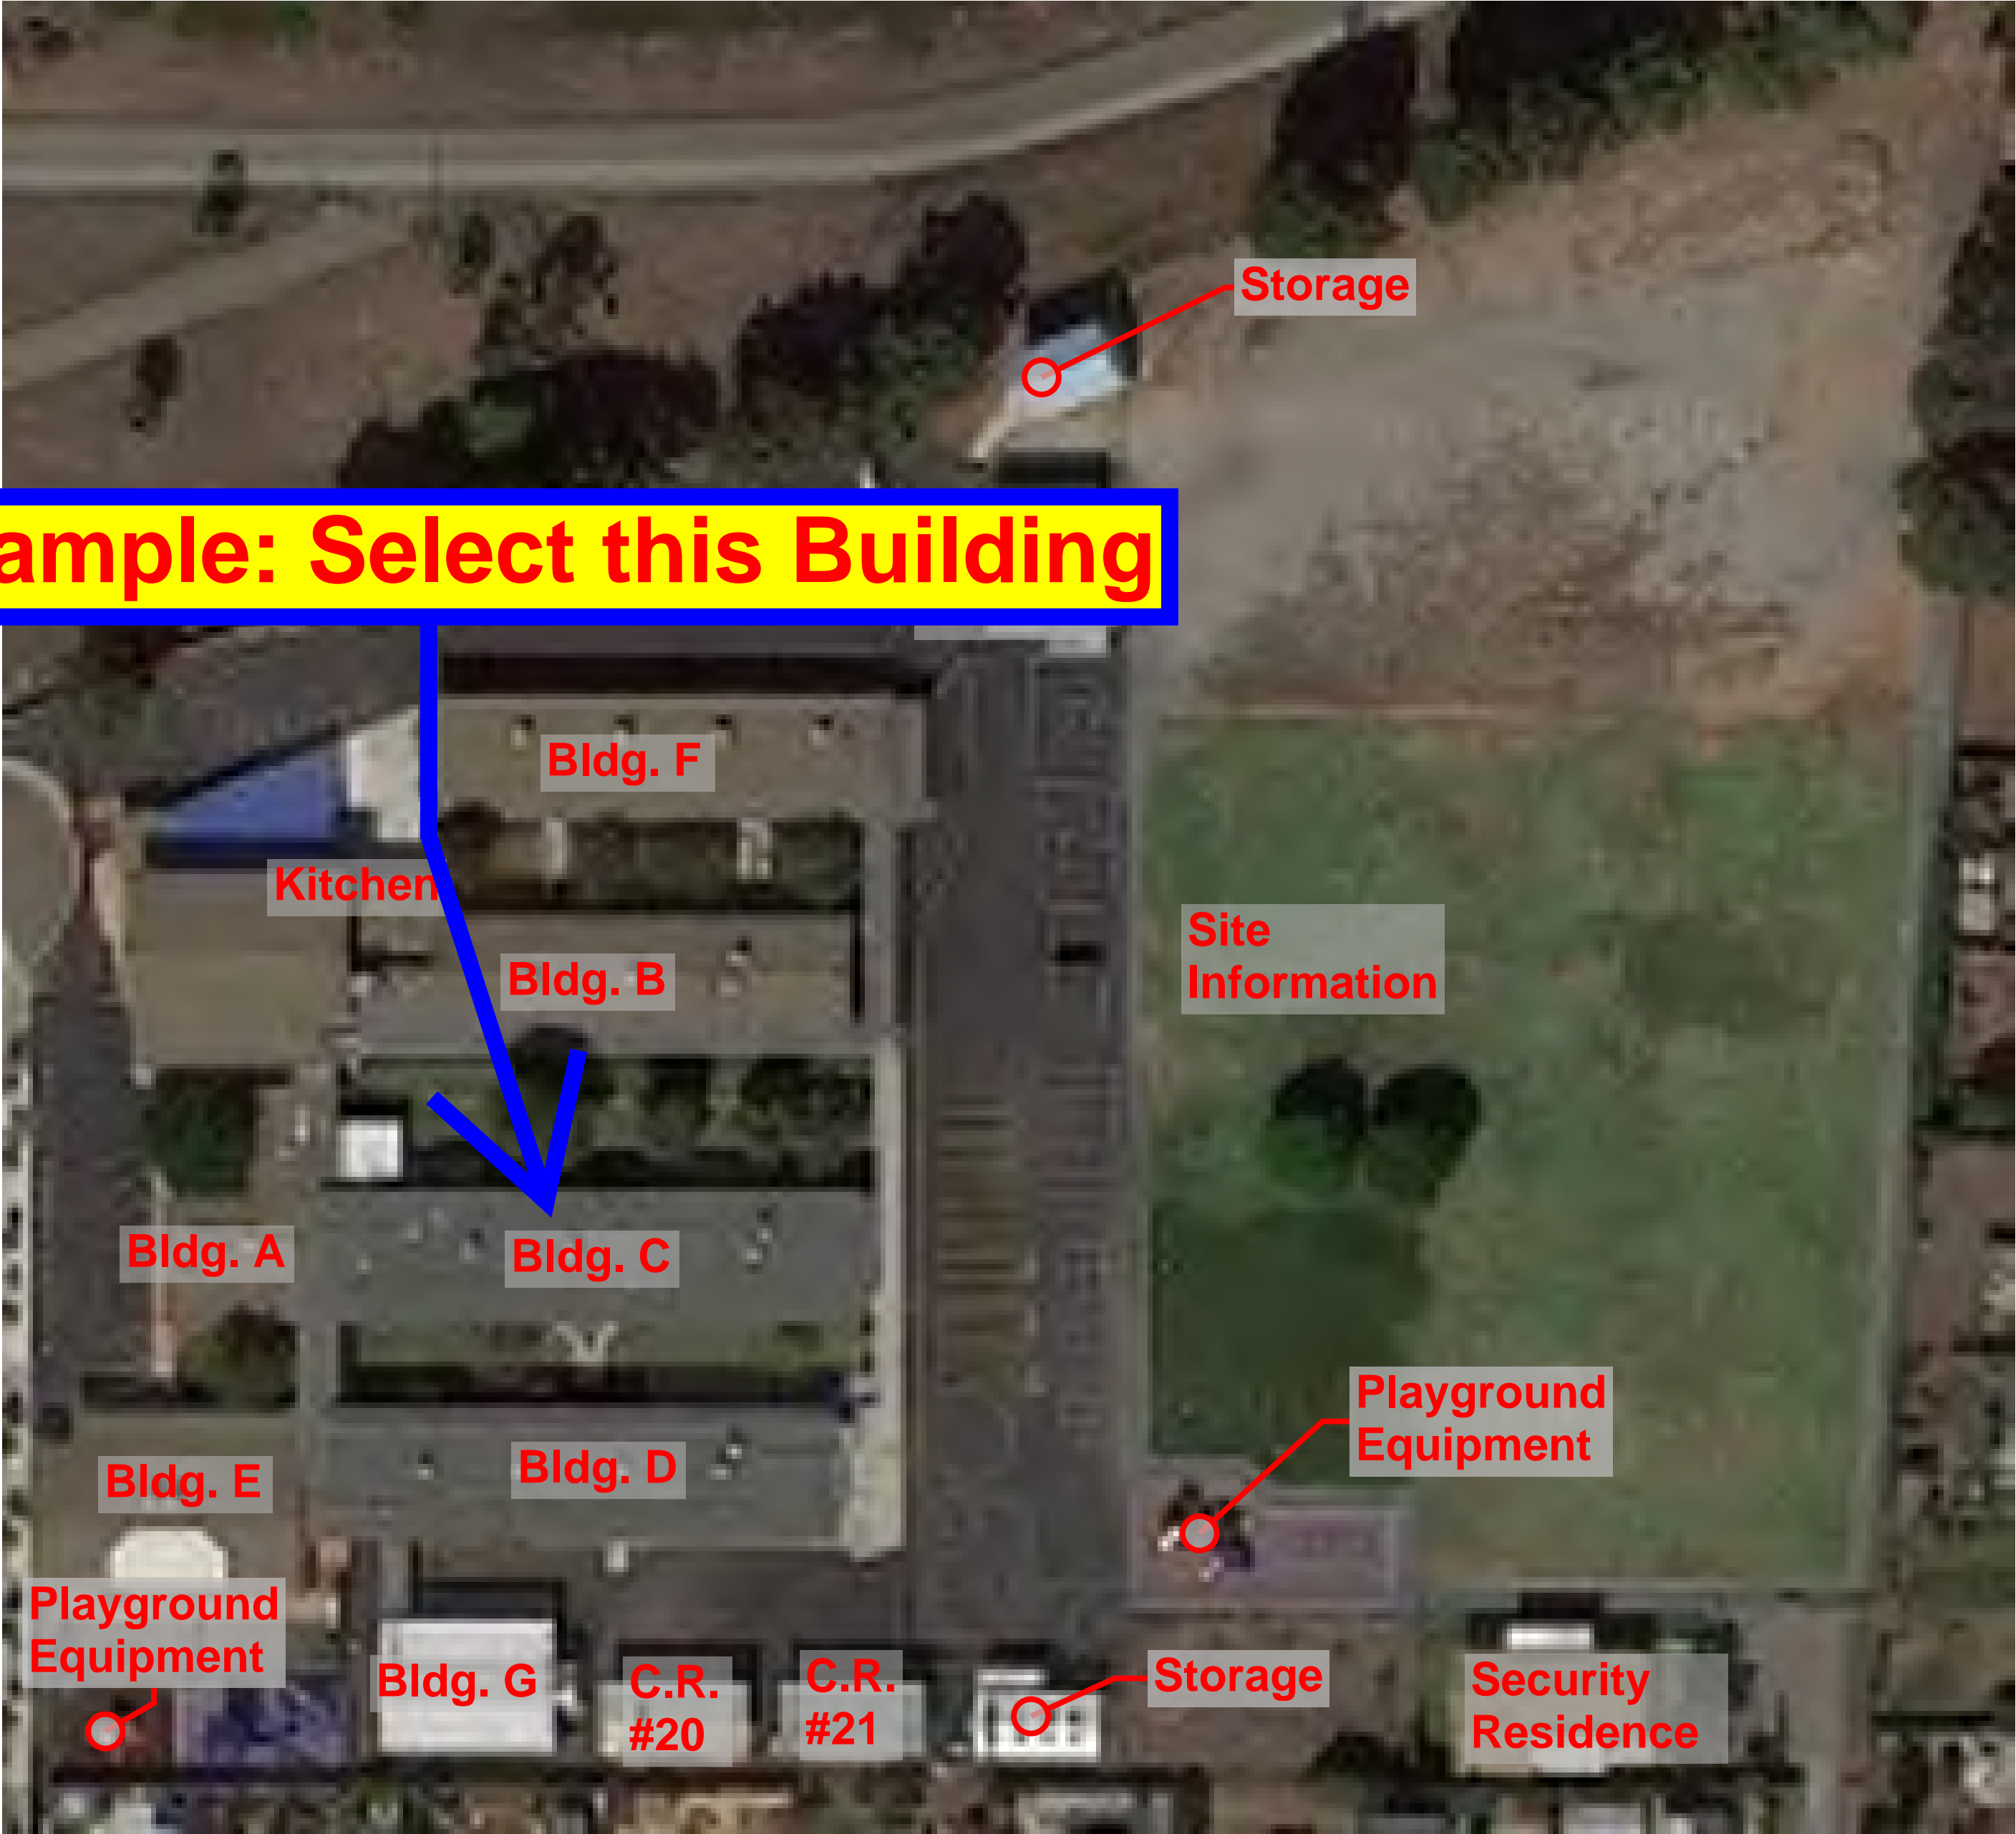 Storage
ample: Select this Building
Bldg. F
Kitchen
Bldg. B
Site
Information
Bldg. A
Bldg. C
Playground
Equipment
Bldg. D
Bldg. E
Playground
Equipment
Bldg. G
C.R.
#20
C.R.
#21
Storage
Security
Residence